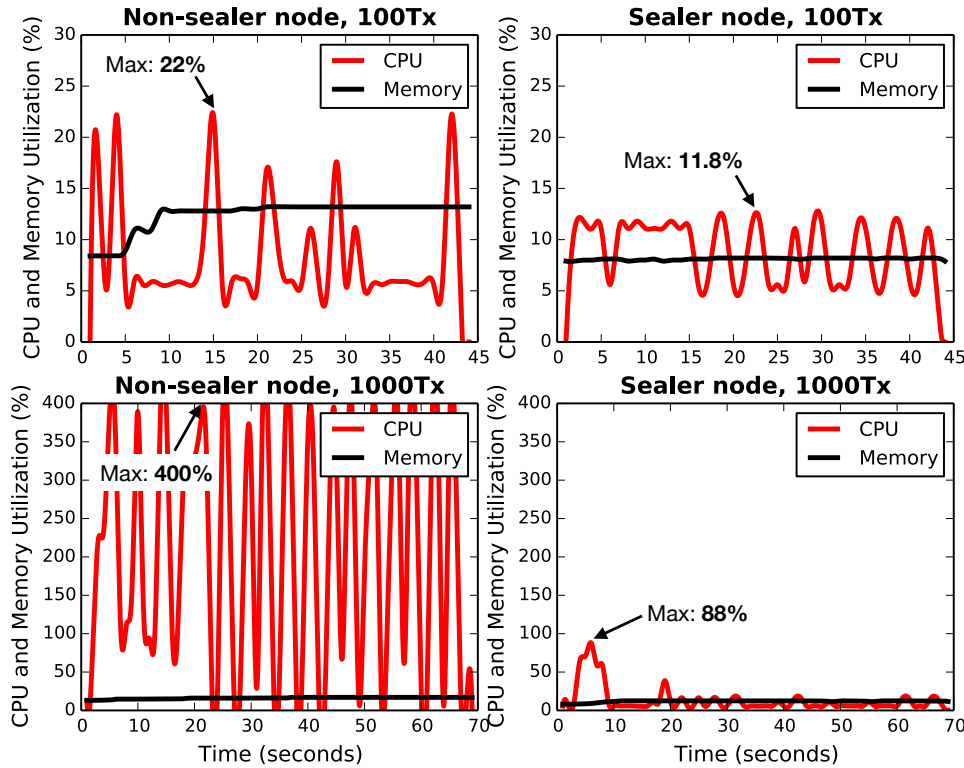 Non-sealer node, 100Tx
CPU and Memory Utilization (%)
30
25
20
15
10
5
0
Max: 22%
CPU
Memory
0 5 10 15 20 25 30 35 40 45
Sealer node, 100Tx
CPU and Memory Utilization (%)
30
25
20
15
10
5
0
Max: 11.8%
CPU
Memory
0 5 10 15 20 25 30 35 40 45
Non-sealer node, 1000Tx
CPU and Memory Utilization (%)
400
350
300
250
200
150
100
50
0
Max: 400%
CPU
Memory
0 10 20 30 40 50 60 70
Time (seconds)
Sealer node, 1000Tx
CPU and Memory Utilization (%)
400
350
300
250
200
150
100
50
0
Max: 88%
CPU
Memory
0 10 20 30 40 50 60 70
Time (seconds)